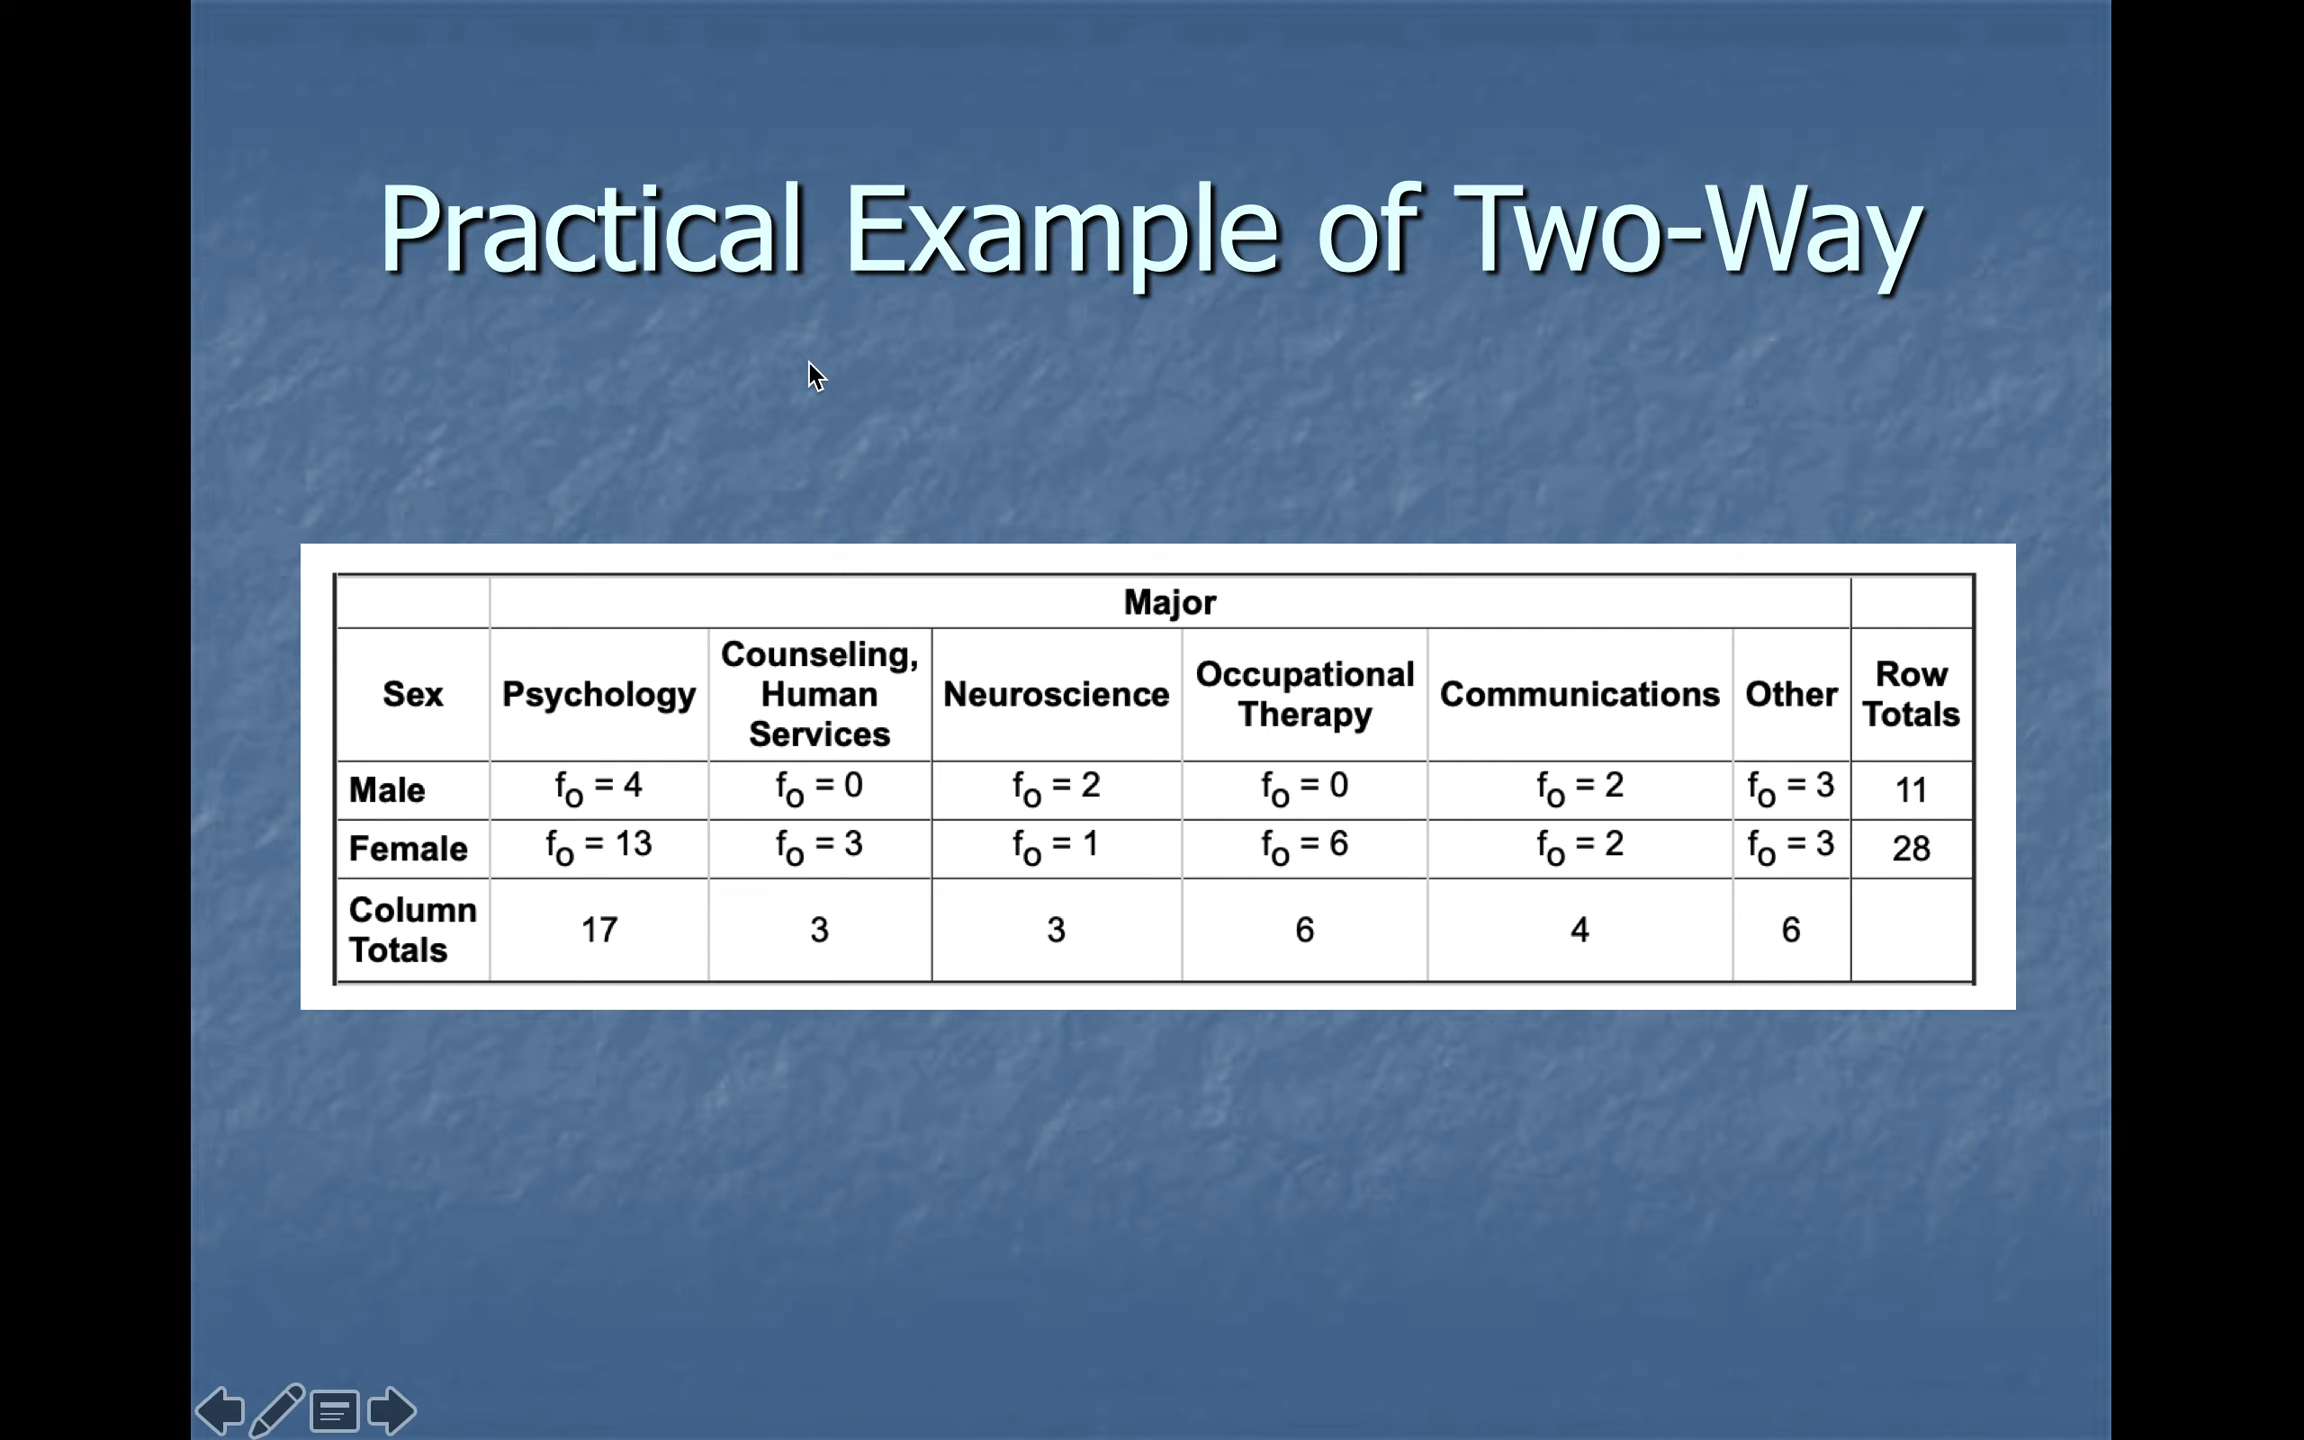 Practical Example of Two-Way
Major
Sex Psychology Counseling, Human Services Neuroscience Occupational Therapy Communications Other Row Totals
Male fo = 4 fo = 0 fo = 2 fo = 0 fo = 2 fo = 3 11
Female fo = 13 fo = 3 fo = 1 fo = 6 fo = 2 fo = 3 28
Column Totals 17 3 3 6 4 6